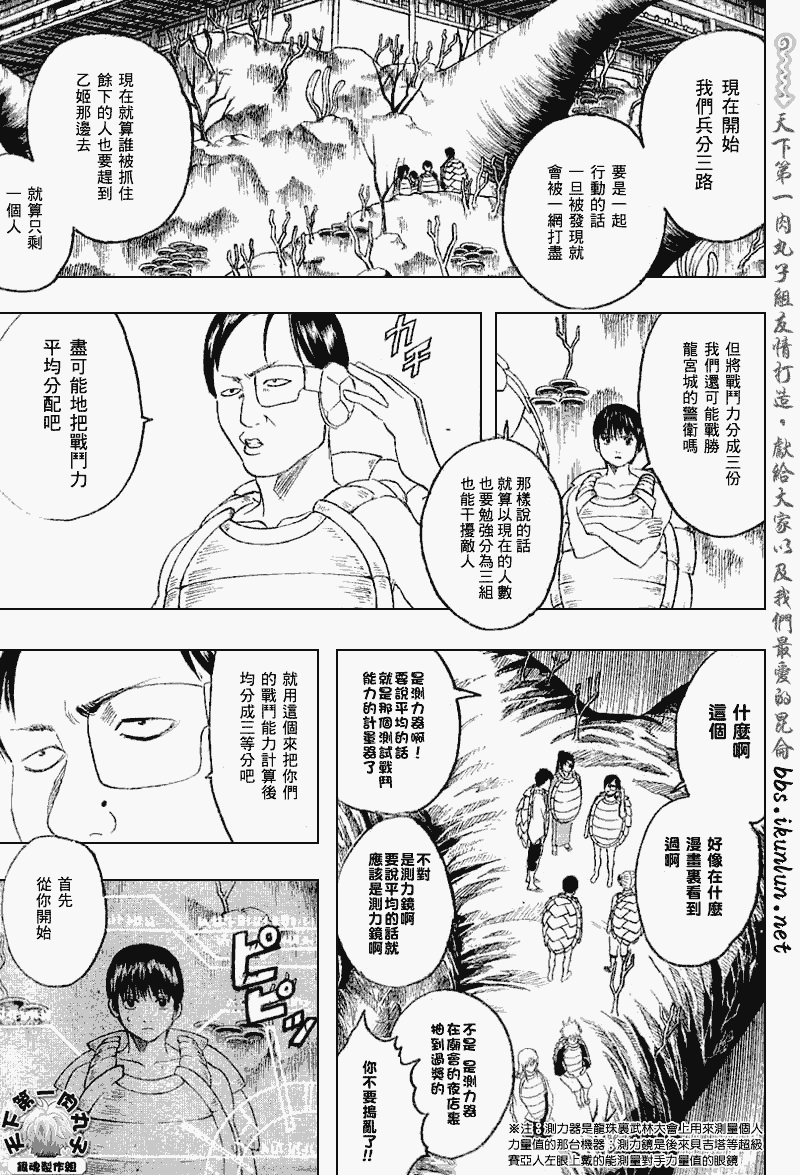 現在開始
我們兵分三路
要是一起
行動的話
一旦被發現就
會被一網打盡
現在就算誰被抓住
餘下的人也要趕到
乙姬那邊去
就算只剩
一個人
但將戰鬥力分成三份
我們還可能戰勝
龍宮城的警衛嗎
那樣說的話
就算以現在的人數
也要勉強分為三組
也能干擾敵人
カチ
盡可能地把戰鬥力
平均分配吧
什麼啊
這個
好像在什麼
漫畫裏看到
過啊
是測力器啊！
要說平均的話
就是那個測試戰鬥
能力的計量器了
不對
是測力鏡啊
要說平均的話就
應該是測力鏡啊
不是 是測力器
在廟會的夜店裏
抽到過獎的
你不要搗亂了!!
※注：測力器是龍珠裏武林大會上用來測量個人
力量值的那台機器；測力鏡是後來貝吉塔等超級
賽亞人左眼上戴的能測量對手力量值的眼鏡
就用這個來把你們
的戰鬥能力計算後
均分成三等分吧
首先
從你開始
ピピピッ
天下第一肉丸子
銀魂製作組
天下第一肉丸子組友情打造，獻給大家以及我們最愛的昆侖 bbs.ikunlun.net